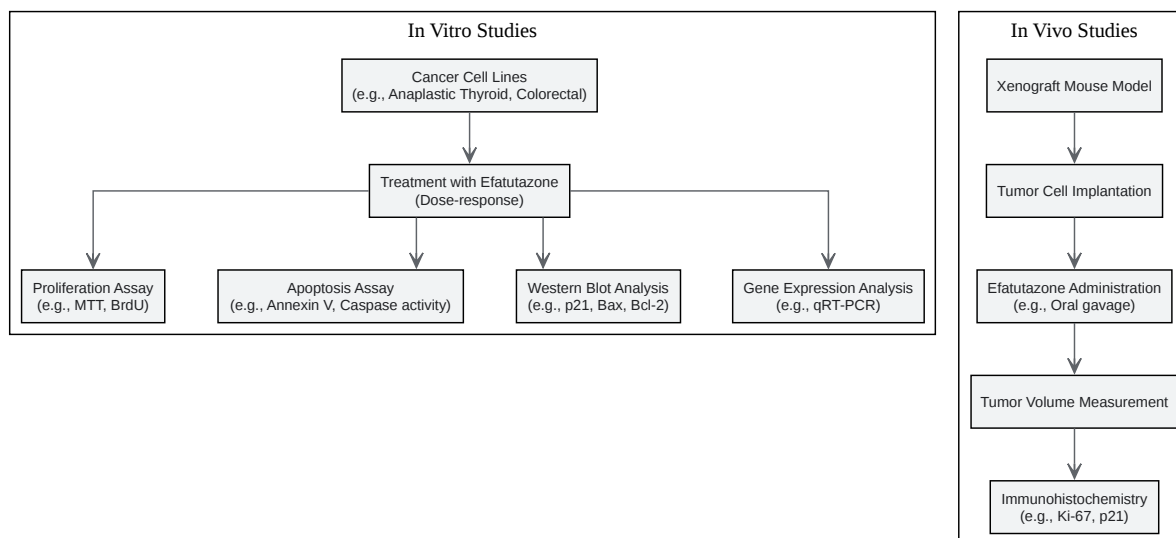 In Vitro Studies
Cancer Cell Lines
(e.g., Anaplastic Thyroid, Colorectal)
Treatment with Efatutazone
(Dose-response)
Proliferation Assay
(e.g., MTT, BrdU)
Apoptosis Assay
(e.g., Annexin V, Caspase activity)
Western Blot Analysis
(e.g., p21, Bax, Bcl-2)
Gene Expression Analysis
(e.g., qRT-PCR)
In Vivo Studies
Xenograft Mouse Model
Tumor Cell Implantation
Efatutazone Administration
(e.g., Oral gavage)
Tumor Volume Measurement
Immunohistochemistry
(e.g., Ki-67, p21)